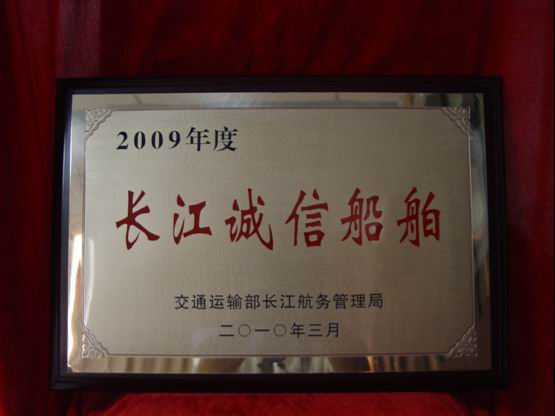 2009年度
长江诚信船舶
交通运输部长江航务管理局
二〇一〇年三月